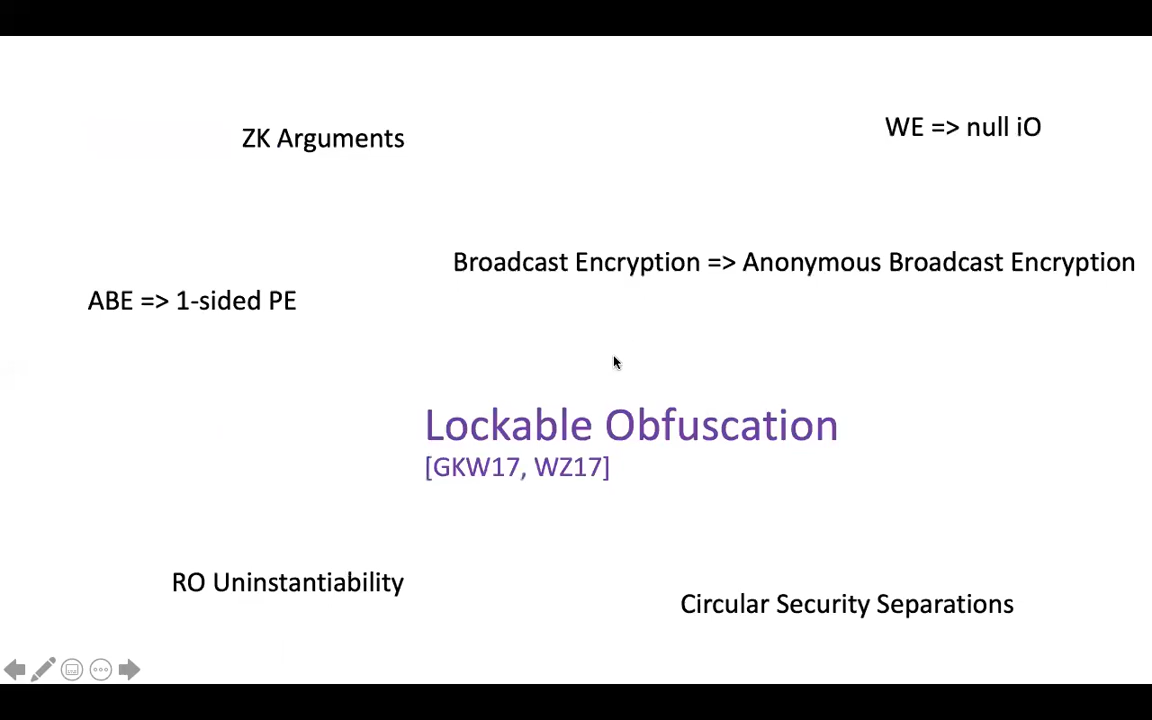 WE => null iO
ZK Arguments
Broadcast Encryption => Anonymous Broadcast Encryption
ABE => 1-sided PE
Lockable Obfuscation
[GKW17, WZ17]
RO Uninstantiability
Circular Security Separations